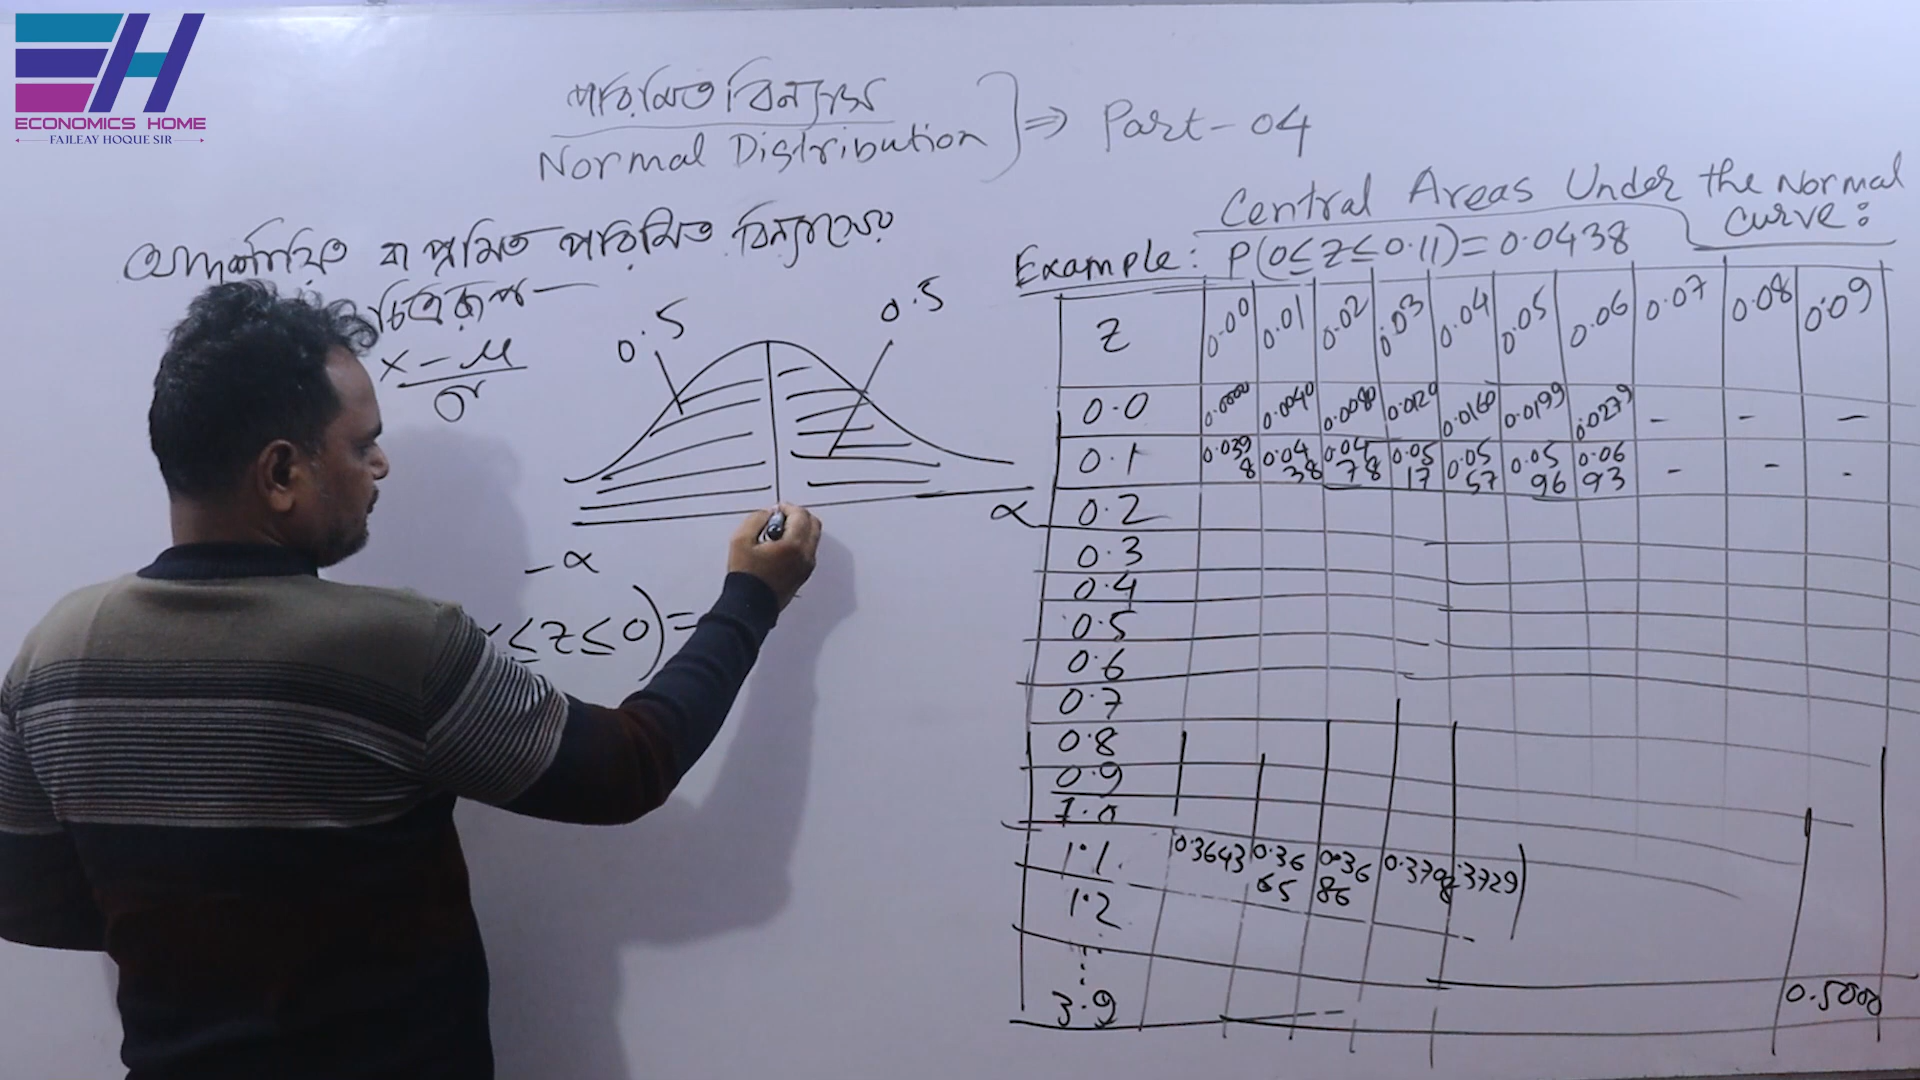 EH
ECONOMICS HOME
FAJLEAY HOQUE SIR
পরিমিত বিন্যাস
Normal Distribution
⇒ Part-04
বা প্রমিত পরিমিত বিন্যাসের
চিত্ররূপ—
x-μ
σ
0.5
0.5
-α
α
≤z≤0)=
Central Areas Under the Normal
Curve:
Example: P(0≤z≤0.11)=0.0438
Z 0.00 0.01 0.02 0.03 0.04 0.05 0.06 0.07 0.08 0.09
0.0 0.0000 0.0040 0.0080 0.0120 0.0160 0.0199 0.0279 - - -
0.1 0.0398 0.0438 0.0478 0.0517 0.0557 0.0596 0.0693 - - -
0.2
0.3
0.4
0.5
0.6
0.7
0.8
0.9
1.0
1.1 0.3643 0.3665 0.3686 0.3708 .3729
1.2
3.9 0.5000